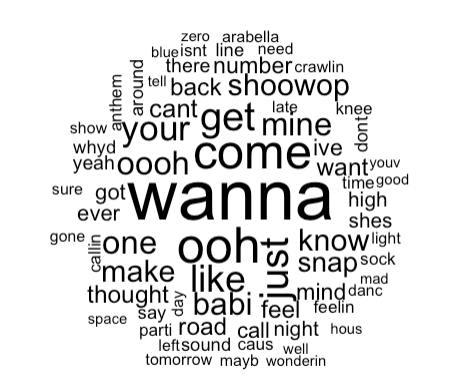 zero arabella
blue isnt line need
there number crawlin
anthem around tell back shoowop
cant late knee
show your get mine dont
whyd come ive
yeah oooh want youv
sure got wanna time good
ever high
shes
gone callin one ooh just know light
make snap sock
like mad
thought day babi feel mind danc
space say feelin
parti road call night hous
left sound caus well
tomorrow mayb wonderin